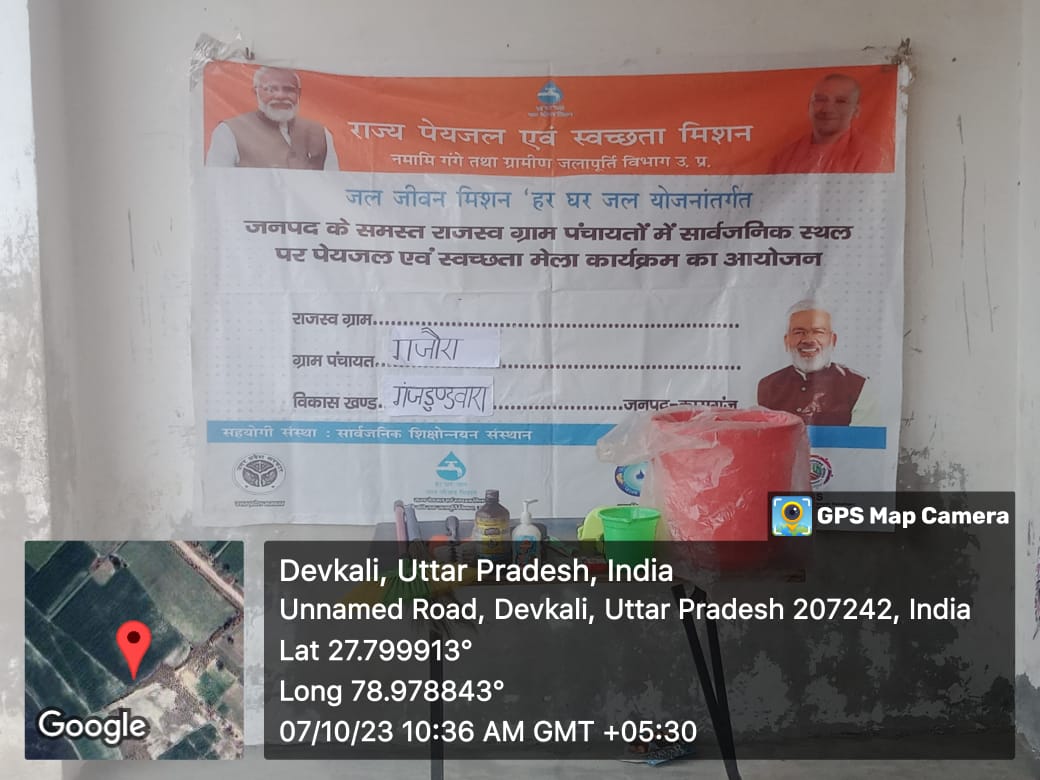 राज्य पेयजल एवं स्वच्छता मिशन
नमामि गंगे तथा ग्रामीण जलापूर्ति विभाग उ. प्र.
जल जीवन मिशन 'हर घर जल योजनांतर्गत
जनपद के समस्त राजस्व ग्राम पंचायतों में सार्वजनिक स्थल
पर पेयजल एवं स्वच्छता मेला कार्यक्रम का आयोजन
राजस्व ग्राम
ग्राम पंचायत.. गजौरा
विकास खण्ड. गंजडुण्डवारा जनपद-कासगंज
सहयोगी संस्था : सार्वजनिक शिक्षोन्नयन संस्थान
GPS Map Camera
Devkali, Uttar Pradesh, India
Unnamed Road, Devkali, Uttar Pradesh 207242, India
Lat 27.799913°
Long 78.978843°
07/10/23 10:36 AM GMT +05:30
Google